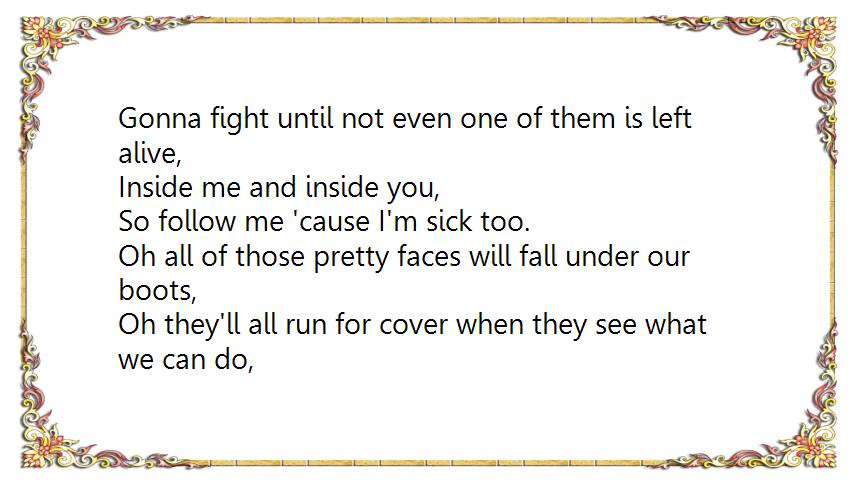 Gonna fight until not even one of them is left
alive,
Inside me and inside you,
So follow me 'cause I'm sick too.
Oh all of those pretty faces will fall under our
boots,
Oh they'll all run for cover when they see what
we can do,